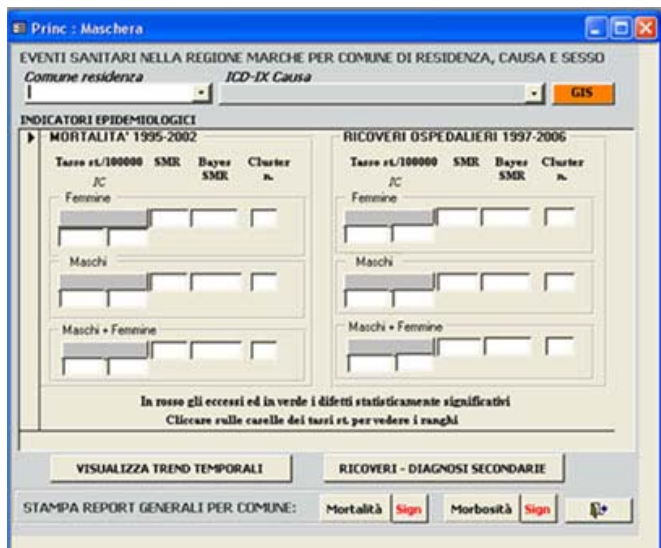 Princ : Maschera
EVENTI SANITARI NELLA REGIONE MARCHE PER COMUNE DI RESIDENZA, CAUSA E SESSO
Comune residenza ICD-IX Causa
GIS
INDICATORI EPIDEMIOLOGICI
MORTALITA' 1995-2002
Tasso st./100000 SMR Bayes SMR Cluster n.
IC
Femmine
Maschi
Maschi + Femmine
RICOVERI OSPEDALIERI 1997-2006
Tasso st./100000 SMR Bayes SMR Cluster n.
IC
Femmine
Maschi
Maschi + Femmine
In rosso gli eccessi ed in verde i difetti statisticamente significativi
Cliccare sulle caselle dei tassi st. per vedere i ranghi
VISUALIZZA TREND TEMPORALI RICOVERI - DIAGNOSI SECONDARIE
STAMPA REPORT GENERALI PER COMUNE: Mortalità Sign Morbosità Sign